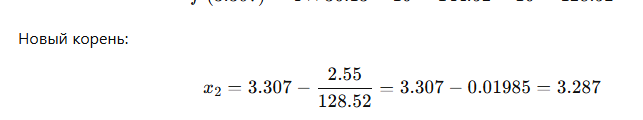 Новый корень:
x₂ = 3.307 − 2.55/128.52 = 3.307 − 0.01985 = 3.287